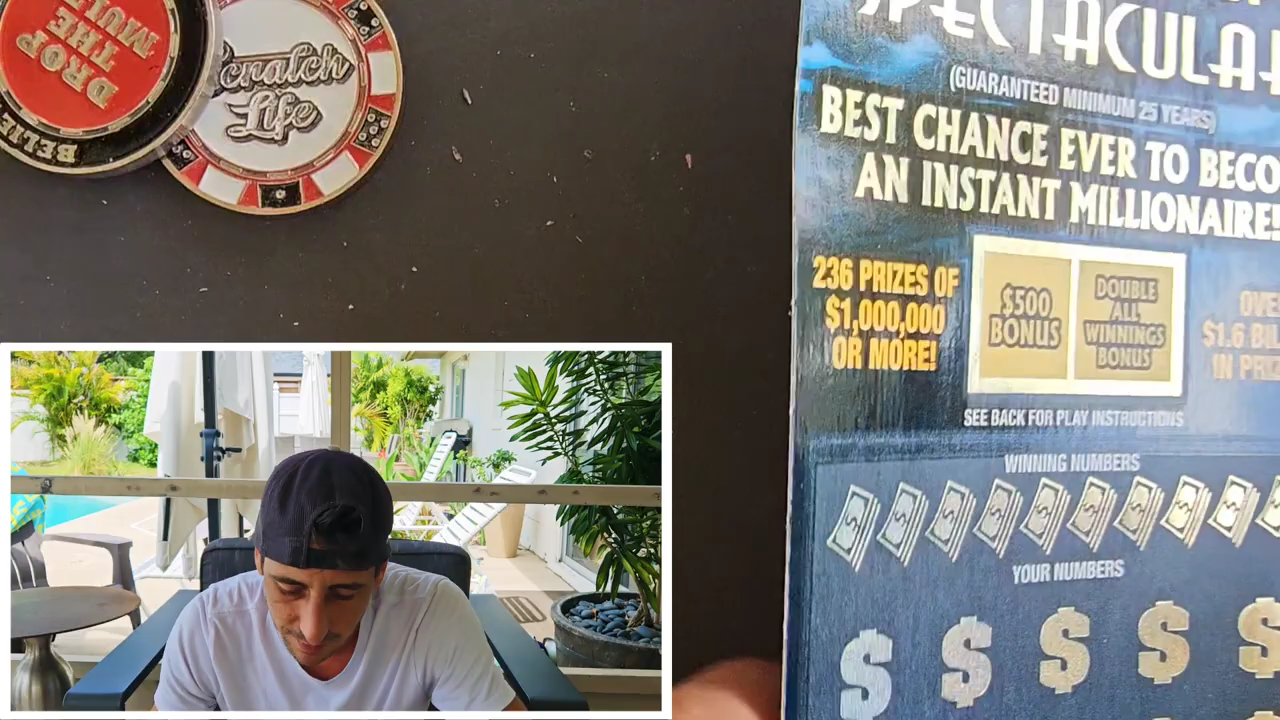 DROP
THE
MUL
BELIE
Scratch
Life
SPECTACULA
(GUARANTEED MINIMUM 25 YEARS)
BEST CHANCE EVER TO BECO
AN INSTANT MILLIONAIRE!
236 PRIZES OF
$1,000,000
OR MORE!
$500
BONUS
DOUBLE
ALL
WINNINGS
BONUS
OVE
$1.6 BIL
IN PRIZ
SEE BACK FOR PLAY INSTRUCTIONS
WINNING NUMBERS
YOUR NUMBERS
$ $ $ $ $